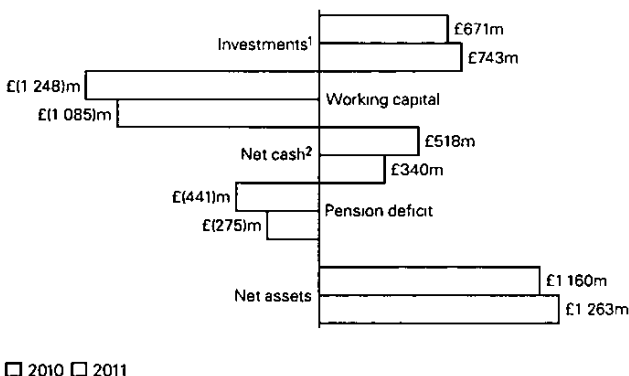 £671m
Investments¹
£743m
£(1 248)m
Working capital
£(1 085)m
£518m
Net cash²
£340m
£(441)m
Pension deficit
£(275)m
£1 160m
Net assets
£1 263m
2010 2011